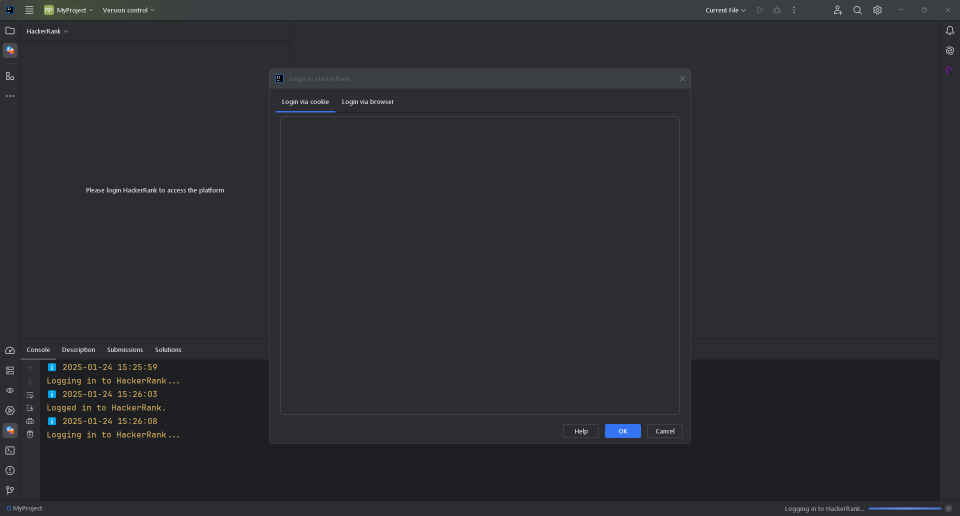 MP MyProject Version control Current File
HackerRank
Login to HackerRank
Login via cookie Login via browser
Please login HackerRank to access the platform
Help OK Cancel
Console Description Submissions Solutions
2025-01-24 15:25:59
Logging in to HackerRank...
2025-01-24 15:26:03
Logged in to HackerRank.
2025-01-24 15:26:08
Logging in to HackerRank...
MyProject Logging in to HackerRank...